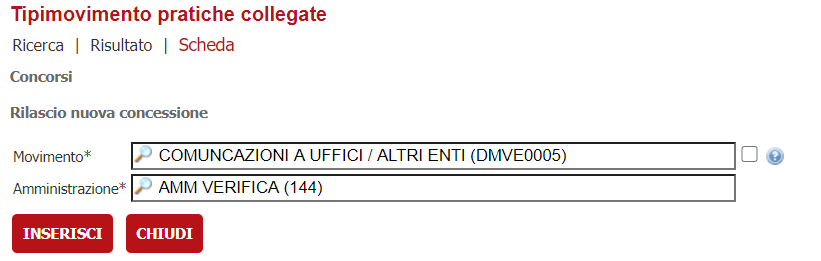 Tipimovimento pratiche collegate
Ricerca | Risultato | Scheda
Concorsi
Rilascio nuova concessione
Movimento* COMUNCAZIONI A UFFICI / ALTRI ENTI (DMVE0005) ?
Amministrazione* AMM VERIFICA (144)
INSERISCI CHIUDI